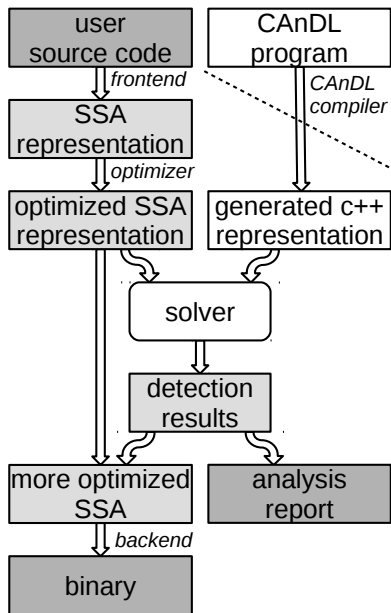 user
source code
CAnDL
program
frontend
CAnDL
compiler
SSA
representation
optimizer
optimized SSA
representation
generated c++
representation
solver
detection
results
more optimized
SSA
analysis
report
backend
binary